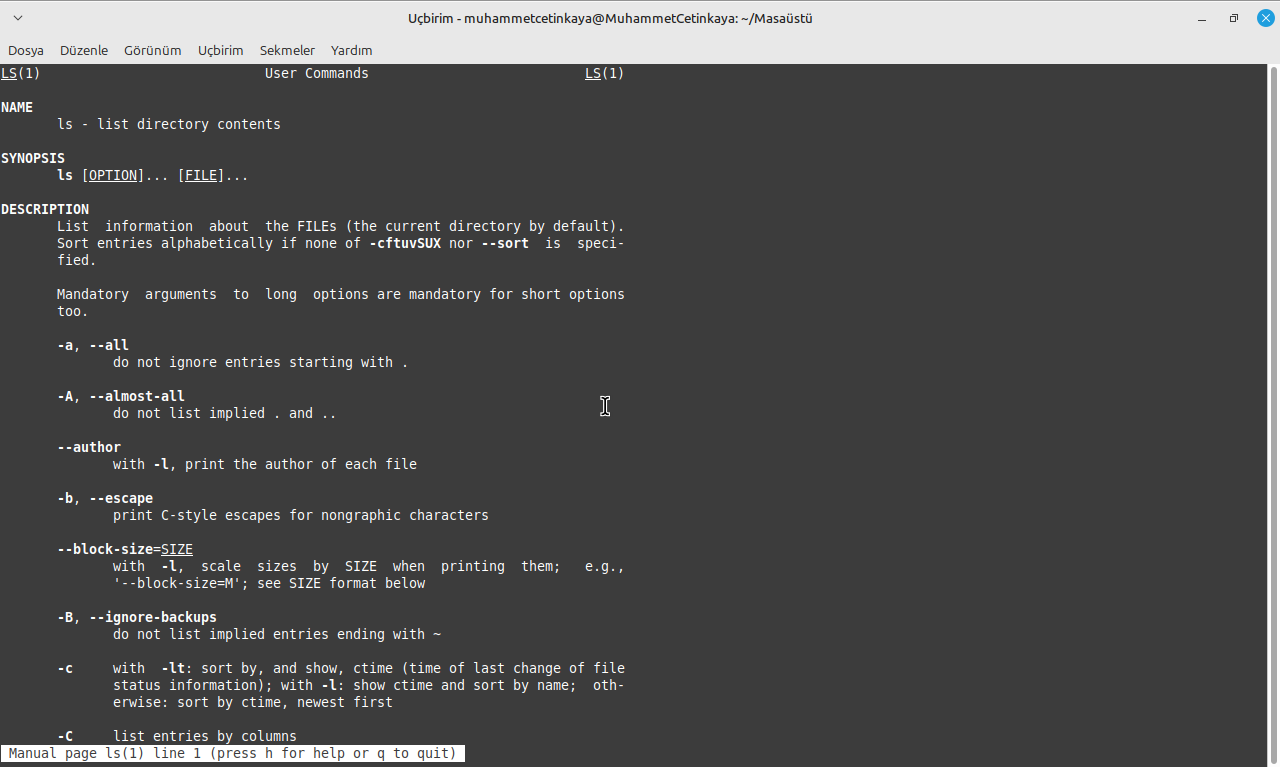 Uçbirim - muhammetcetinkaya@MuhammetCetinkaya: ~/Masaüstü
Dosya Düzenle Görünüm Uçbirim Sekmeler Yardım
LS(1) User Commands LS(1)
NAME
ls - list directory contents
SYNOPSIS
ls [OPTION]... [FILE]...
DESCRIPTION
List information about the FILEs (the current directory by default).
Sort entries alphabetically if none of -cftuvSUX nor --sort is speci-
fied.
Mandatory arguments to long options are mandatory for short options
too.
-a, --all
do not ignore entries starting with .
-A, --almost-all
do not list implied . and ..
--author
with -l, print the author of each file
-b, --escape
print C-style escapes for nongraphic characters
--block-size=SIZE
with -l, scale sizes by SIZE when printing them; e.g.,
'--block-size=M'; see SIZE format below
-B, --ignore-backups
do not list implied entries ending with ~
-c with -lt: sort by, and show, ctime (time of last change of file
status information); with -l: show ctime and sort by name; oth-
erwise: sort by ctime, newest first
-C list entries by columns
Manual page ls(1) line 1 (press h for help or q to quit)